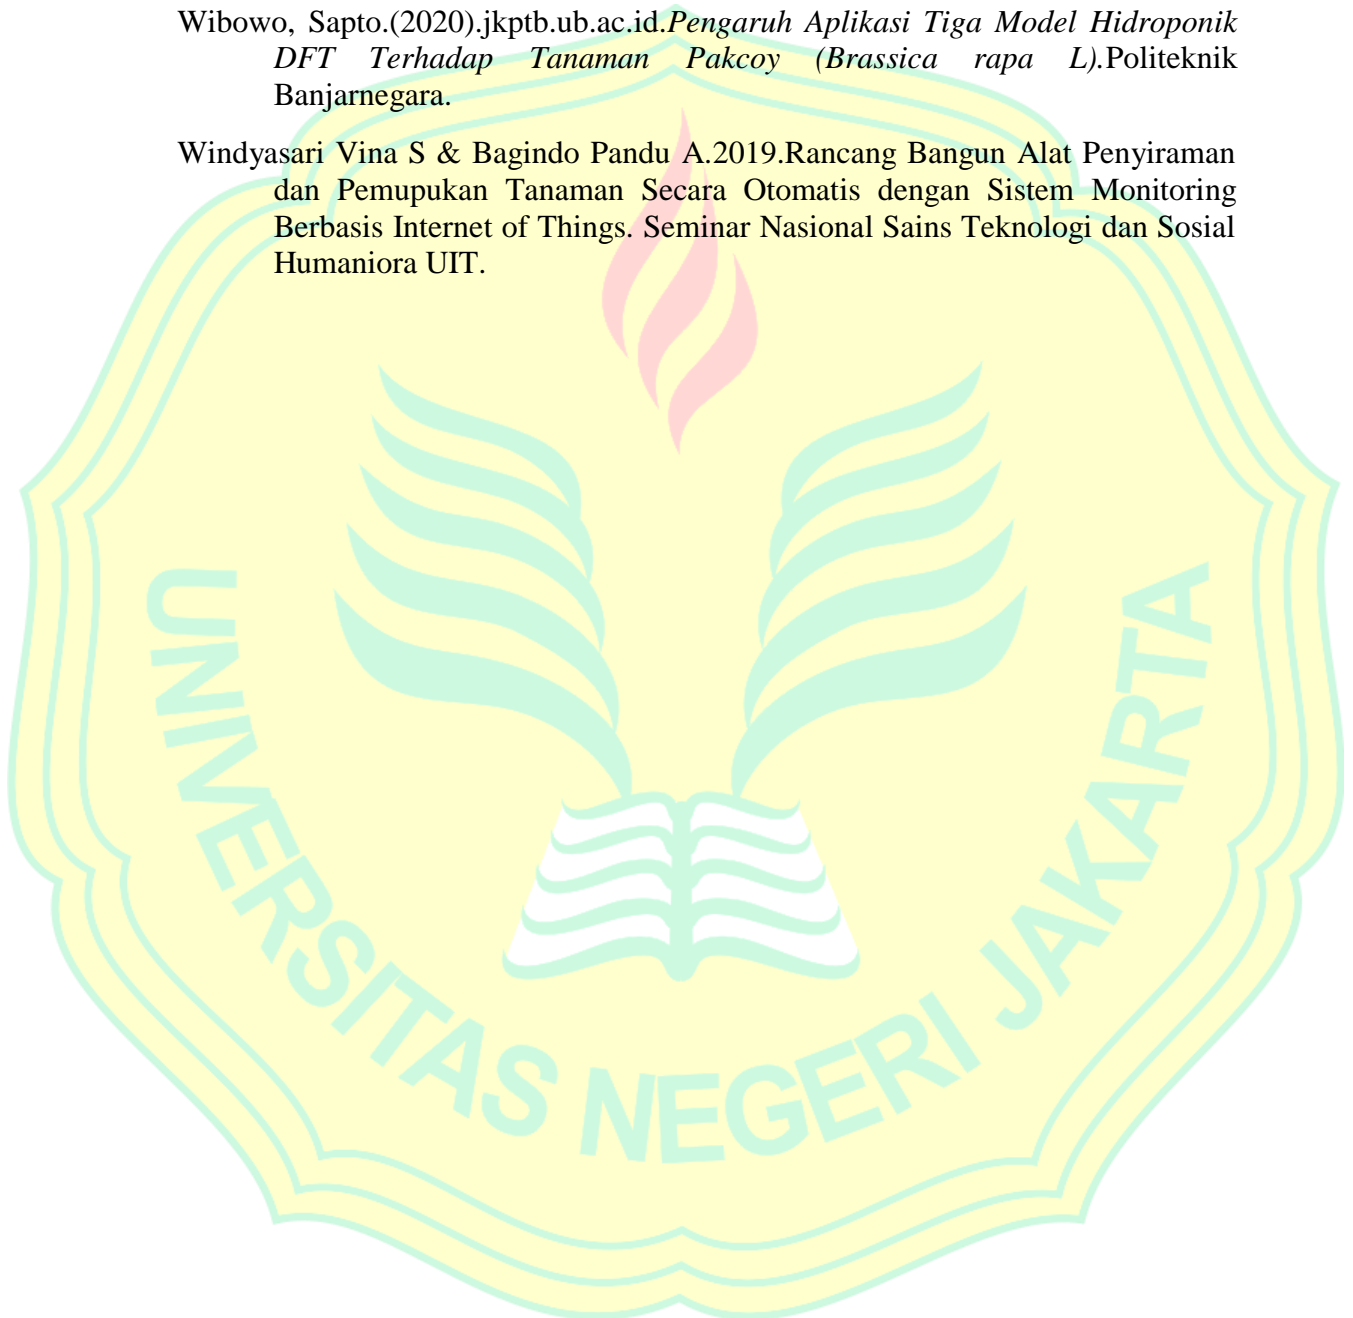 Wibowo, Sapto.(2020).jkptb.ub.ac.id.Pengaruh Aplikasi Tiga Model Hidroponik
DFT Terhadap Tanaman Pakcoy (Brassica rapa L).Politeknik
Banjarnegara.
Windyasari Vina S & Bagindo Pandu A.2019.Rancang Bangun Alat Penyiraman
dan Pemupukan Tanaman Secara Otomatis dengan Sistem Monitoring
Berbasis Internet of Things. Seminar Nasional Sains Teknologi dan Sosial
Humaniora UIT.
UNIVERSITAS NEGERI JAKARTA